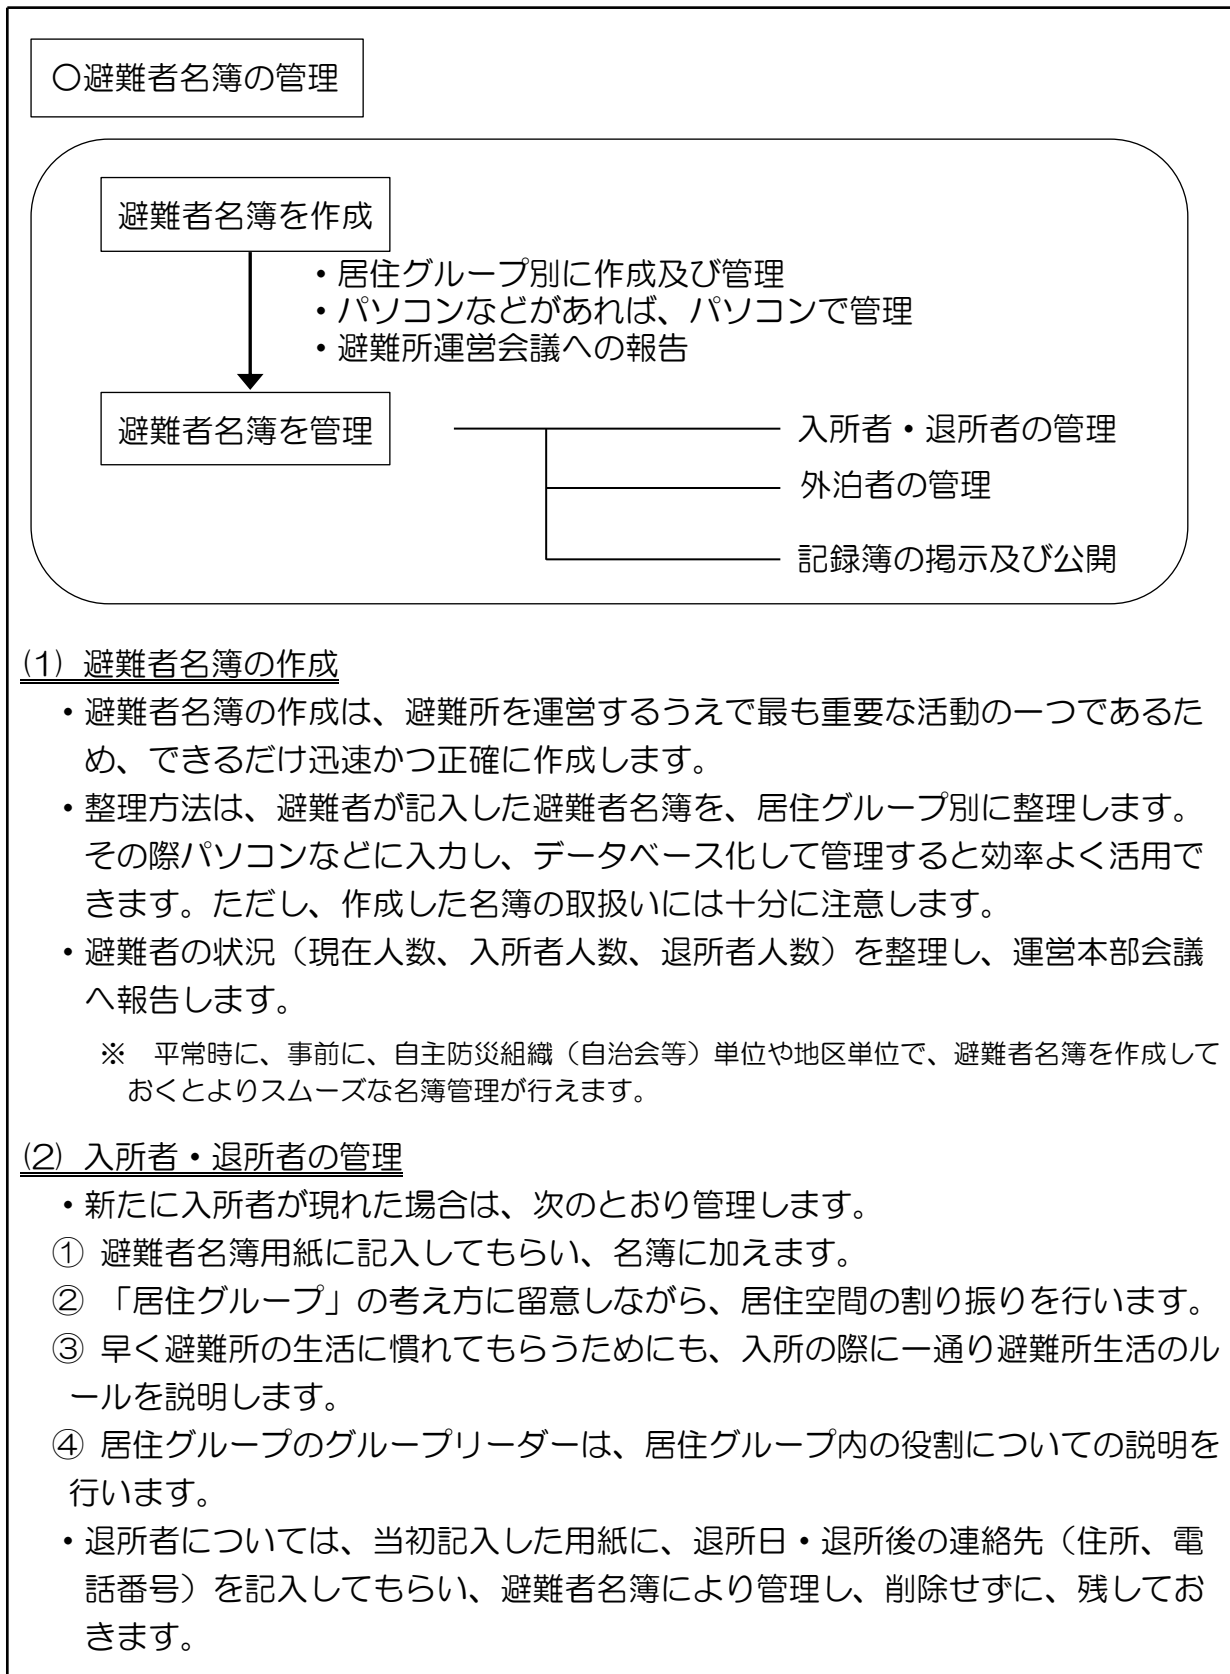 ○避難者名簿の管理
避難者名簿を作成
・居住グループ別に作成及び管理
・パソコンなどがあれば、パソコンで管理
・避難所運営会議への報告
避難者名簿を管理
入所者・退所者の管理
外泊者の管理
記録簿の掲示及び公開
(1) 避難者名簿の作成
・避難者名簿の作成は、避難所を運営するうえで最も重要な活動の一つであるた
め、できるだけ迅速かつ正確に作成します。
・整理方法は、避難者が記入した避難者名簿を、居住グループ別に整理します。
その際パソコンなどに入力し、データベース化して管理すると効率よく活用で
きます。ただし、作成した名簿の取扱いには十分に注意します。
・避難者の状況（現在人数、入所者人数、退所者人数）を整理し、運営本部会議
へ報告します。
※　平常時に、事前に、自主防災組織（自治会等）単位や地区単位で、避難者名簿を作成して
おくとよりスムーズな名簿管理が行えます。
(2) 入所者・退所者の管理
・新たに入所者が現れた場合は、次のとおり管理します。
① 避難者名簿用紙に記入してもらい、名簿に加えます。
② 「居住グループ」の考え方に留意しながら、居住空間の割り振りを行います。
③ 早く避難所の生活に慣れてもらうためにも、入所の際に一通り避難所生活のル
ールを説明します。
④ 居住グループのグループリーダーは、居住グループ内の役割についての説明を
行います。
・退所者については、当初記入した用紙に、退所日・退所後の連絡先（住所、電
話番号）を記入してもらい、避難者名簿により管理し、削除せずに、残してお
きます。